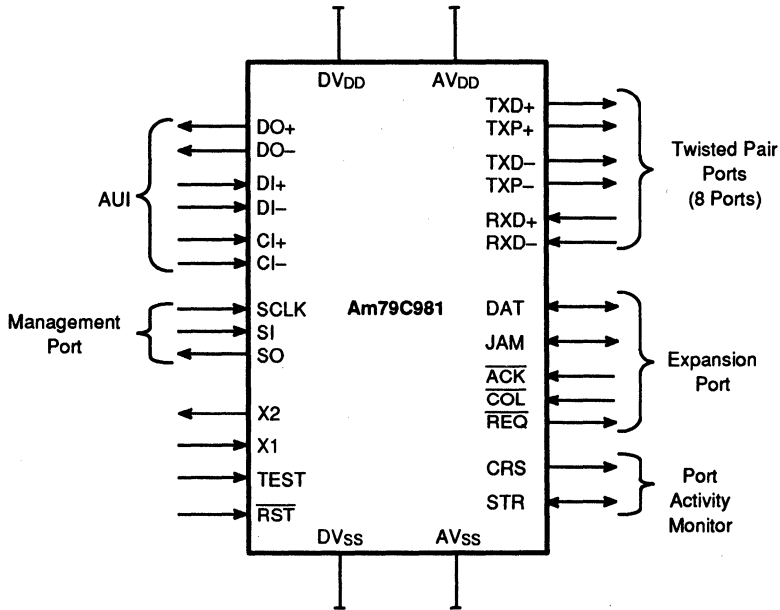 DVDD
AVDD
AUI
DO+
DO–
DI+
DI–
CI+
CI–
Management
Port
SCLK
SI
SO
X2
X1
TEST
RST
Am79C981
TXD+
TXP+
TXD–
TXP–
RXD+
RXD–
Twisted Pair
Ports
(8 Ports)
DAT
JAM
ACK
COL
REQ
Expansion
Port
CRS
STR
Port
Activity
Monitor
DVSS
AVSS